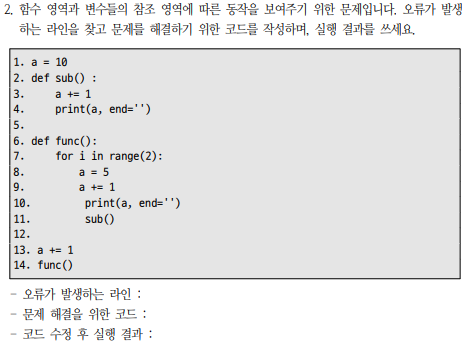 2. 함수 영역과 변수들의 참조 영역에 따른 동작을 보여주기 위한 문제입니다. 오류가 발생
하는 라인을 찾고 문제를 해결하기 위한 코드를 작성하며, 실행 결과를 쓰세요.
1. a = 10
2. def sub() :
3.     a += 1
4.     print(a, end='')
5.
6. def func():
7.     for i in range(2):
8.         a = 5
9.         a += 1
10.         print(a, end='')
11.         sub()
12.
13. a += 1
14. func()
- 오류가 발생하는 라인 :
- 문제 해결을 위한 코드 :
- 코드 수정 후 실행 결과 :